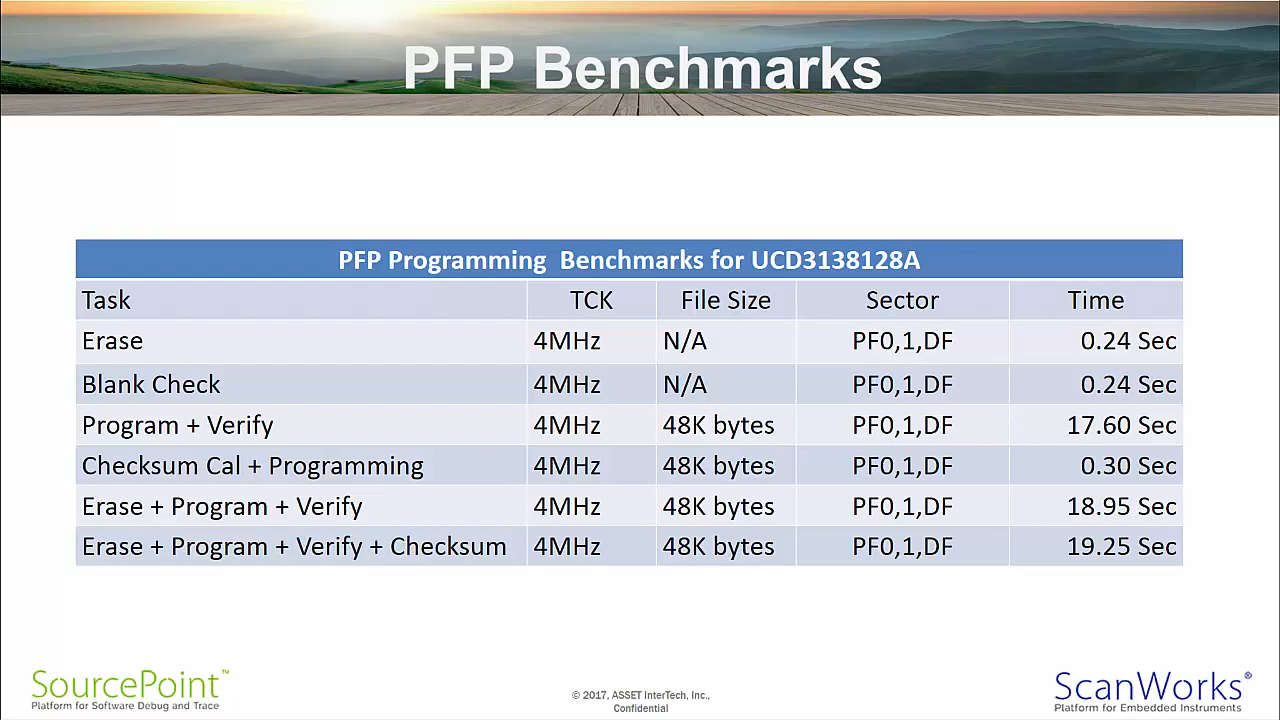 PFP Benchmarks
PFP Programming Benchmarks for UCD3138128A
Task TCK File Size Sector Time
Erase 4MHz N/A PF0,1,DF 0.24 Sec
Blank Check 4MHz N/A PF0,1,DF 0.24 Sec
Program + Verify 4MHz 48K bytes PF0,1,DF 17.60 Sec
Checksum Cal + Programming 4MHz 48K bytes PF0,1,DF 0.30 Sec
Erase + Program + Verify 4MHz 48K bytes PF0,1,DF 18.95 Sec
Erase + Program + Verify + Checksum 4MHz 48K bytes PF0,1,DF 19.25 Sec
SourcePoint™
Platform for Software Debug and Trace
© 2017, ASSET InterTech, Inc.,
Confidential
ScanWorks®
Platform for Embedded Instruments